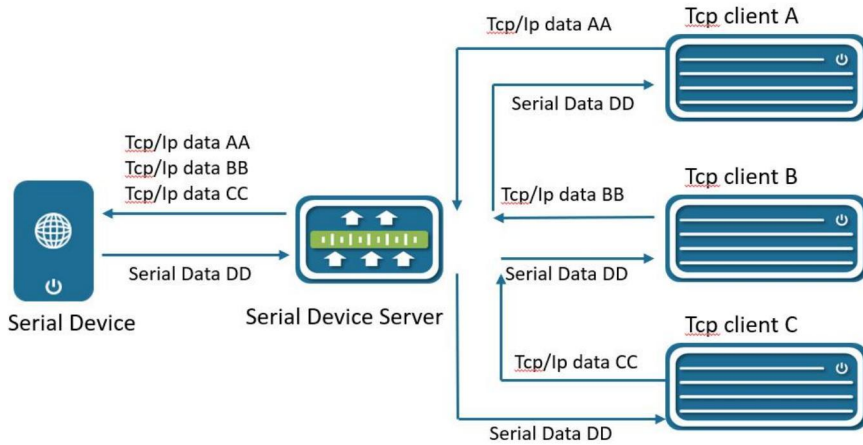 Tcp client A
Tcp/Ip data AA
Serial Data DD
Tcp/Ip data AA
Tcp/Ip data BB
Tcp/Ip data CC
Serial Data DD
Serial Device
Serial Device Server
Tcp client B
Tcp/Ip data BB
Serial Data DD
Tcp client C
Tcp/Ip data CC
Serial Data DD